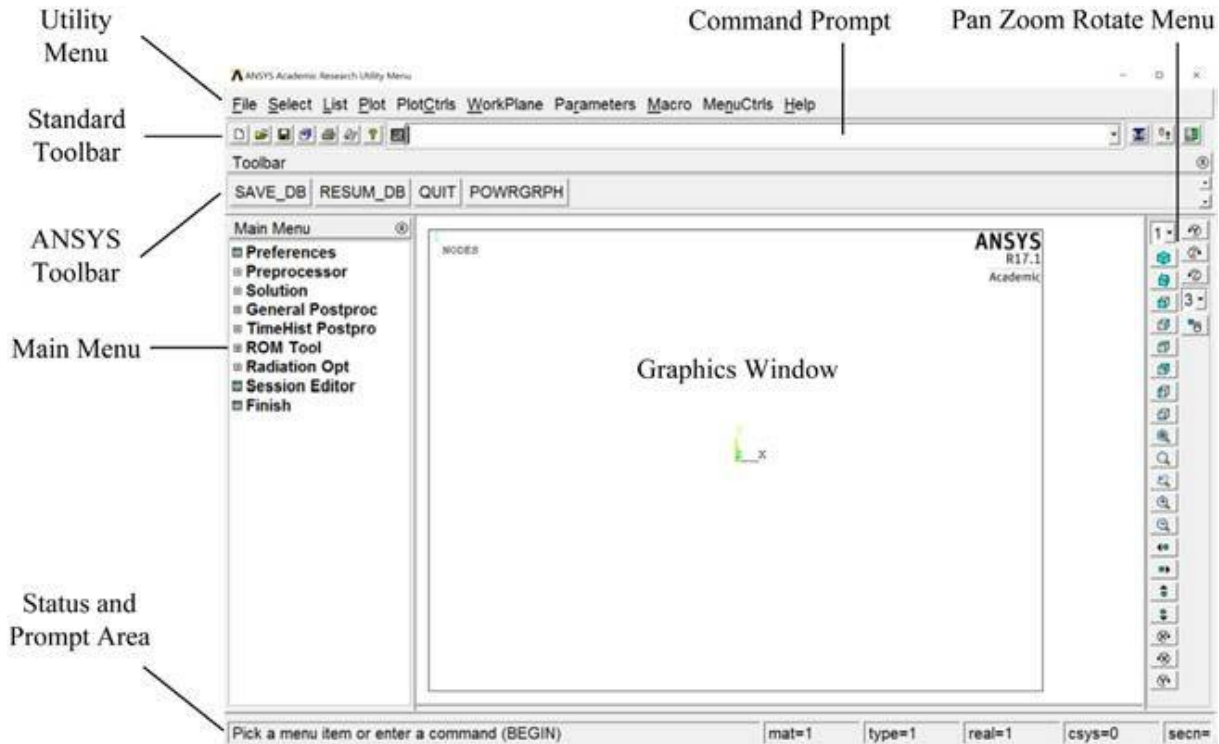 Utility
Menu
Command Prompt
Pan Zoom Rotate Menu
ANSYS Academic Research Utility Menu
File Select List Plot PlotCtrls WorkPlane Parameters Macro MenuCtrls Help
Standard
Toolbar
Toolbar
SAVE_DB RESUM_DB QUIT POWRGRPH
ANSYS
Toolbar
Main Menu
Preferences
Preprocessor
Solution
General Postproc
TimeHist Postpro
ROM Tool
Radiation Opt
Session Editor
Finish
Main Menu
1
NODES
ANSYS
R17.1
Academic
Graphics Window
X
1
3
Status and
Prompt Area
Pick a menu item or enter a command (BEGIN)
mat=1
type=1
real=1
csys=0
secn=